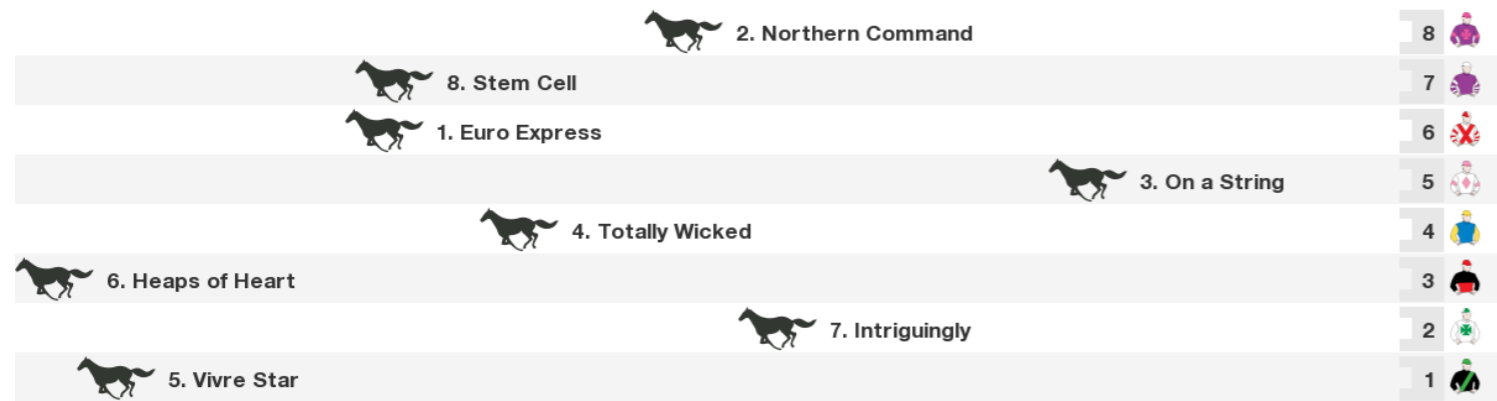 2. Northern Command 8
8. Stem Cell 7
1. Euro Express 6
3. On a String 5
4. Totally Wicked 4
6. Heaps of Heart 3
7. Intriguingly 2
5. Vivre Star 1